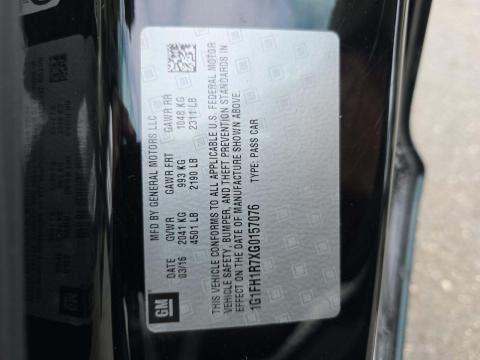 MFD BY GENERAL MOTORS LLC
DATE GVWR GAWR FRT GAWR RR
03/16 2041 KG 993 KG 1048 KG
4501 LB 2190 LB 2311 LB
THIS VEHICLE CONFORMS TO ALL APPLICABLE U.S. FEDERAL MOTOR
VEHICLE SAFETY, BUMPER, AND THEFT PREVENTION STANDARDS IN
EFFECT ON THE DATE OF MANUFACTURE SHOWN ABOVE.
1G1FH1R7XG0157076 TYPE: PASS CAR
GM